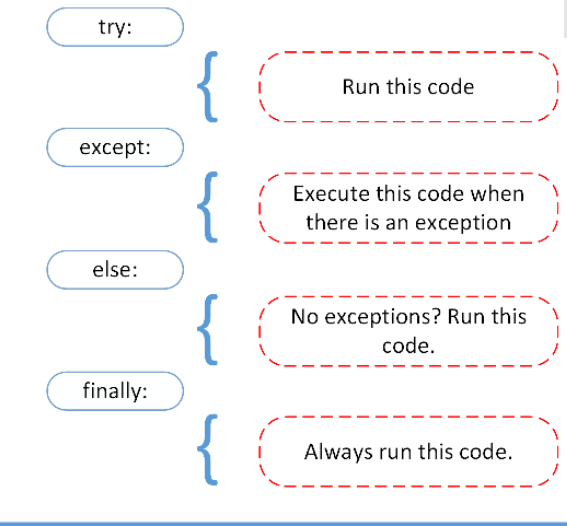 try:
Run this code
except:
Execute this code when
there is an exception
else:
No exceptions? Run this
code.
finally:
Always run this code.